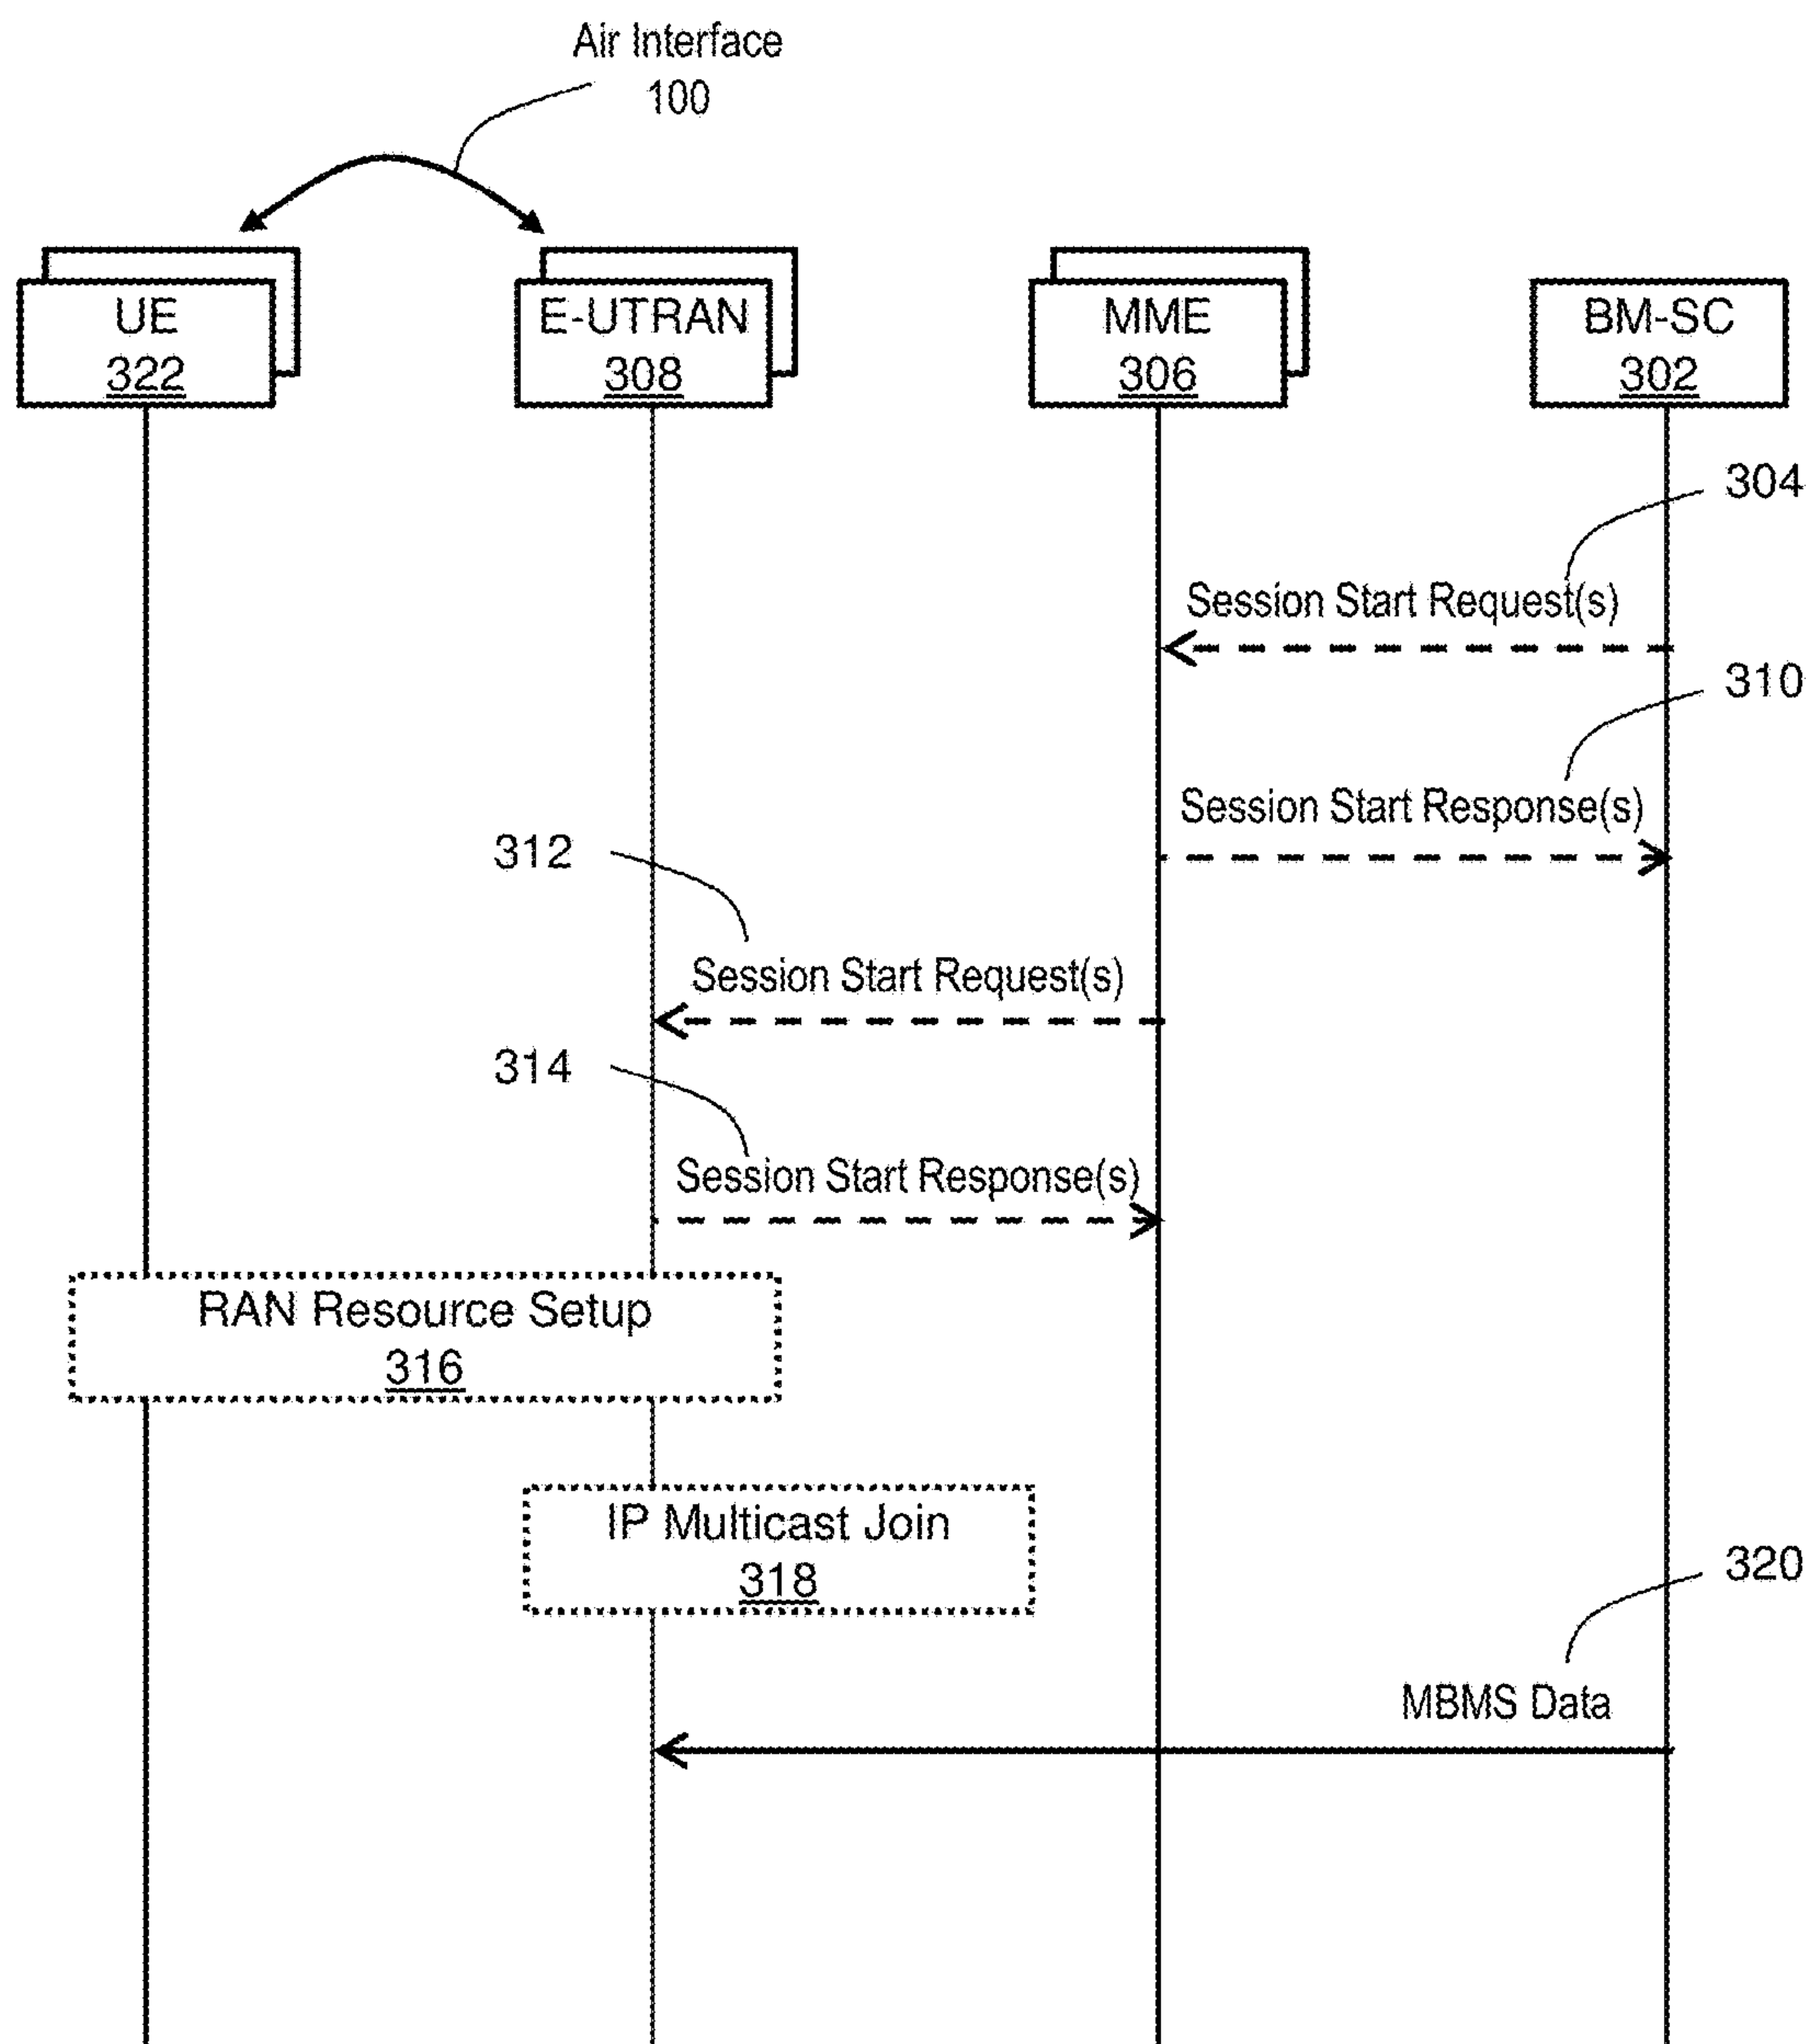 Air Interface
100
UE
322
E-UTRAN
308
MME
306
BM-SC
302
304
Session Start Request(s)
310
Session Start Response(s)
312
Session Start Request(s)
314
Session Start Response(s)
RAN Resource Setup
316
IP Multicast Join
318
320
MBMS Data